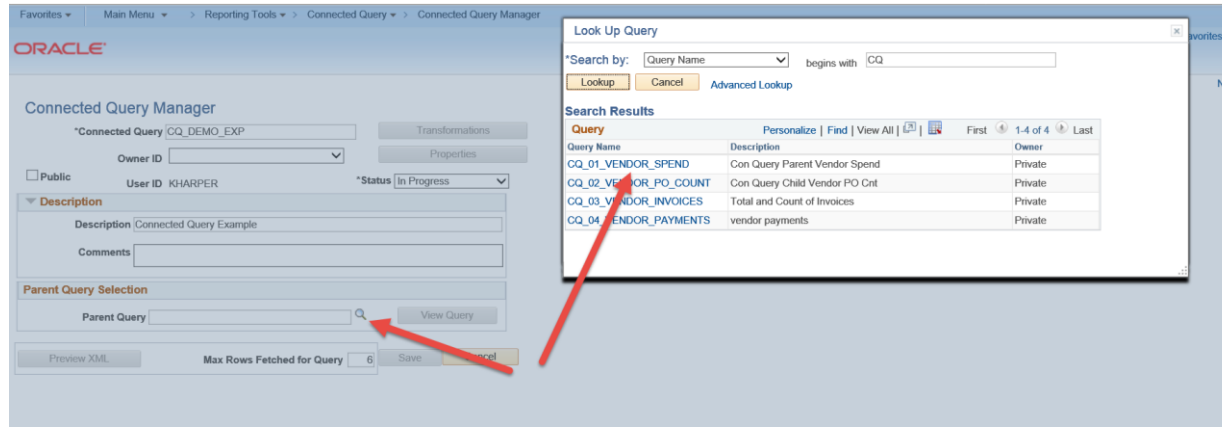 Favorites Main Menu > Reporting Tools > Connected Query > Connected Query Manager
ORACLE
Connected Query Manager
*Connected Query CQ_DEMO_EXP Transformations
Owner ID Properties
Public User ID KHARPER *Status In Progress
Description
Description Connected Query Example
Comments
Parent Query Selection
Parent Query View Query
Preview XML Max Rows Fetched for Query 6 Save Cancel
Look Up Query
*Search by: Query Name begins with CQ
Lookup Cancel Advanced Lookup
Search Results
Query Personalize | Find | View All | First 1-4 of 4 Last
Query Name Description Owner
CQ_01_VENDOR_SPEND Con Query Parent Vendor Spend Private
CQ_02_VENDOR_PO_COUNT Con Query Child Vendor PO Cnt Private
CQ_03_VENDOR_INVOICES Total and Count of Invoices Private
CQ_04_VENDOR_PAYMENTS vendor payments Private
avorites
N